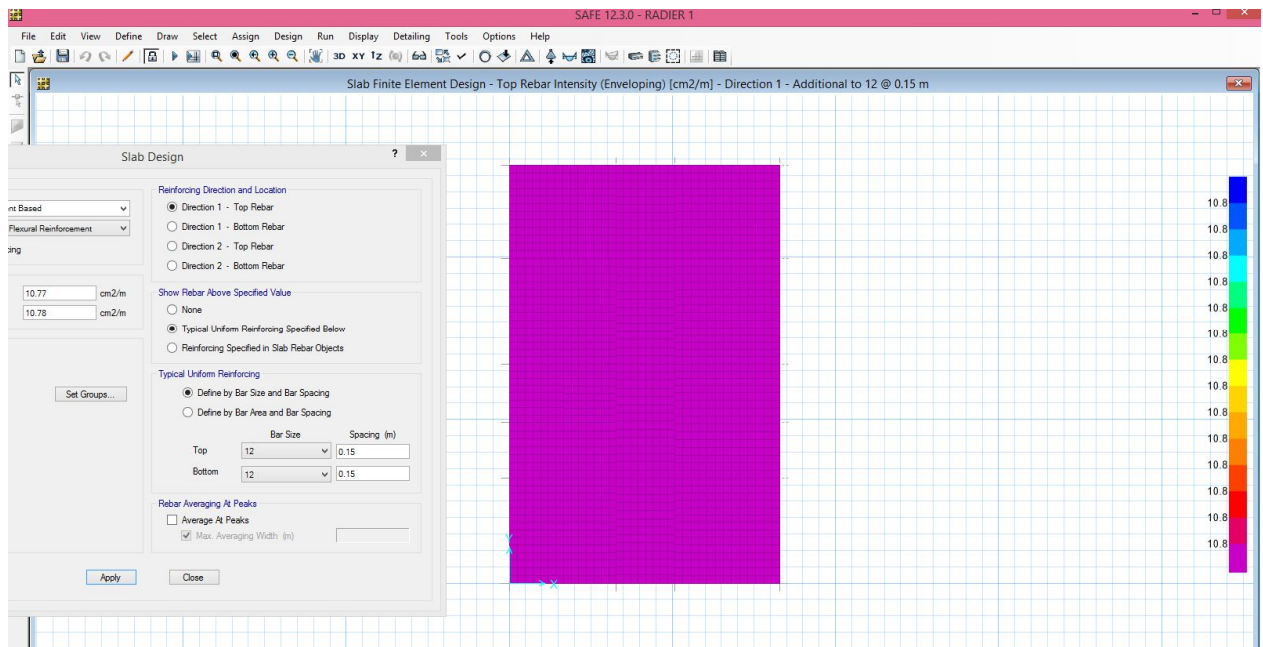 SAFE 12.3.0 - RADIER 1
File Edit View Define Draw Select Assign Design Run Display Detailing Tools Options Help
3D XY
Slab Finite Element Design - Top Rebar Intensity (Enveloping) [cm2/m] - Direction 1 - Additional to 12 @ 0.15 m
Slab Design ?
nt Based
Flexural Reinforcement
cing
10.77 cm2/m
10.78 cm2/m
Set Groups...
Reinforcing Direction and Location
Direction 1 - Top Rebar
Direction 1 - Bottom Rebar
Direction 2 - Top Rebar
Direction 2 - Bottom Rebar
Show Rebar Above Specified Value
None
Typical Uniform Reinforcing Specified Below
Reinforcing Specified in Slab Rebar Objects
Typical Uniform Reinforcing
Define by Bar Size and Bar Spacing
Define by Bar Area and Bar Spacing
Bar Size Spacing (m)
Top 12 0.15
Bottom 12 0.15
Rebar Averaging At Peaks
Average At Peaks
Max. Averaging Width (m)
Apply Close
Y
X
10.8
10.8
10.8
10.8
10.8
10.8
10.8
10.8
10.8
10.8
10.8
10.8
10.8
10.8